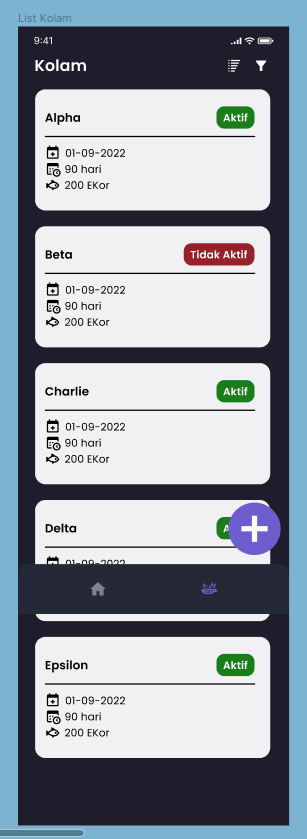 List Kolam
9:41
Kolam
Alpha
Aktif
01-09-2022
90 hari
200 EKor
Beta
Tidak Aktif
01-09-2022
90 hari
200 EKor
Charlie
Aktif
01-09-2022
90 hari
200 EKor
Delta
01-09-2022
Epsilon
Aktif
01-09-2022
90 hari
200 EKor